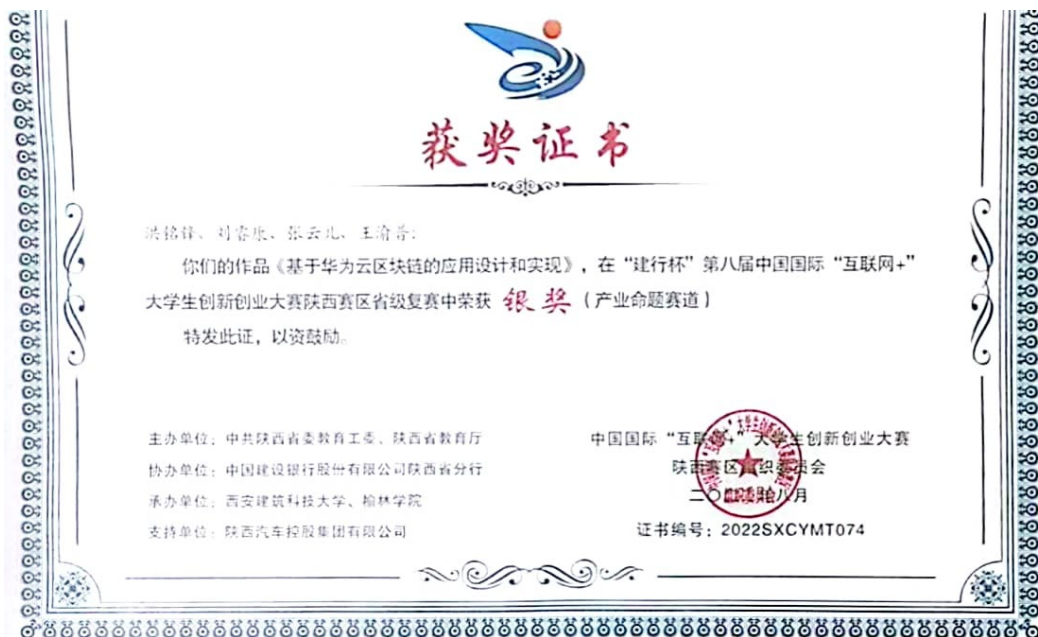 获奖证书
洪铭锋、刘睿康、张云儿、王渝普:
你们的作品《基于华为云区块链的应用设计和实现》，在“建行杯”第八届中国国际“互联网+”
大学生创新创业大赛陕西赛区省级复赛中荣获 银奖（产业命题赛道）
特发此证，以资鼓励。
主办单位：中共陕西省委教育工委、陕西省教育厅
协办单位：中国建设银行股份有限公司陕西省分行
承办单位：西安建筑科技大学、榆林学院
支持单位：陕西汽车控股集团有限公司
中国国际“互联网+”大学生创新创业大赛
陕西赛区组织委员会
二〇 八月
证书编号：2022SXCYMT074